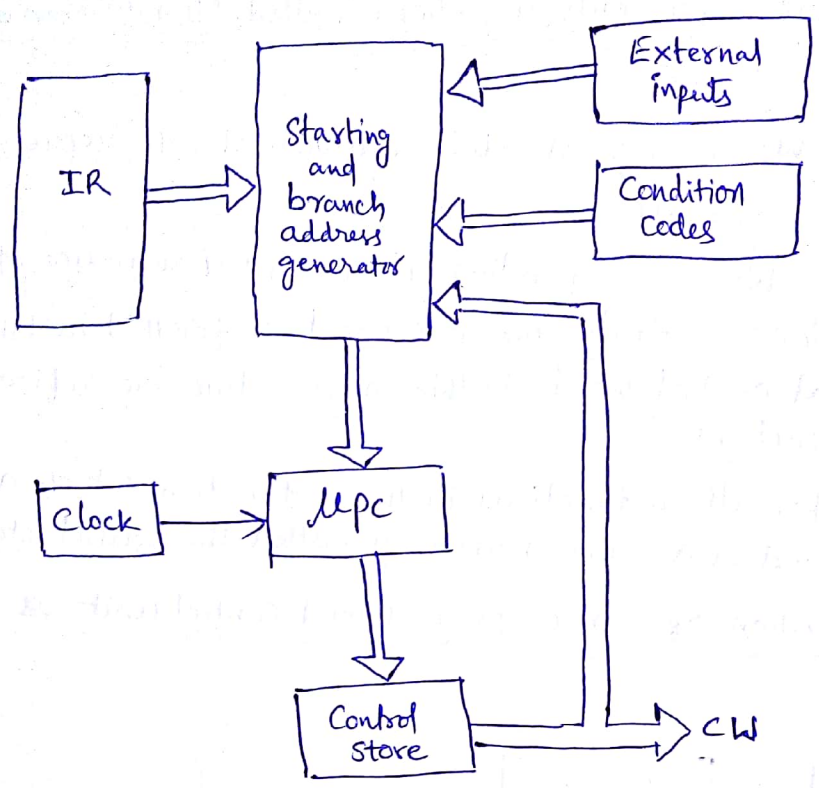 External
inputs
Starting
and
branch
address
generator
IR
Condition
codes
Clock
μPC
Control
store
CW